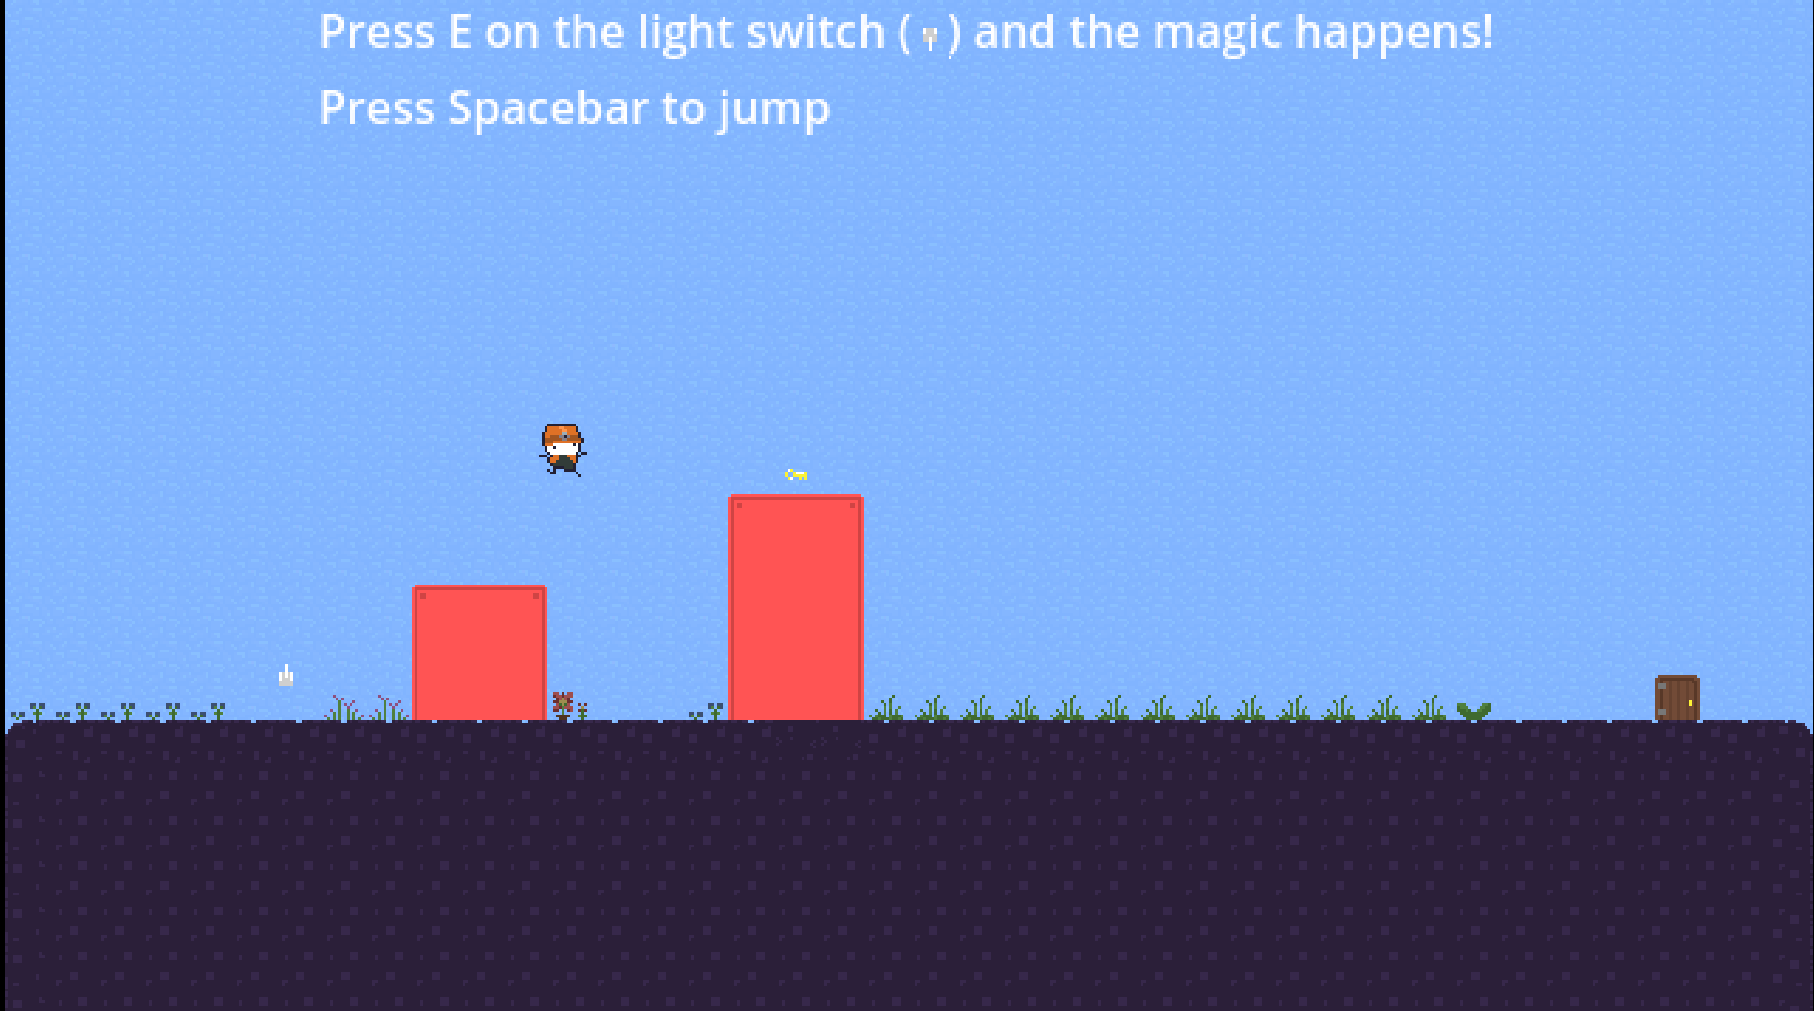 Press E on the light switch ( ) and the magic happens!
Press Spacebar to jump